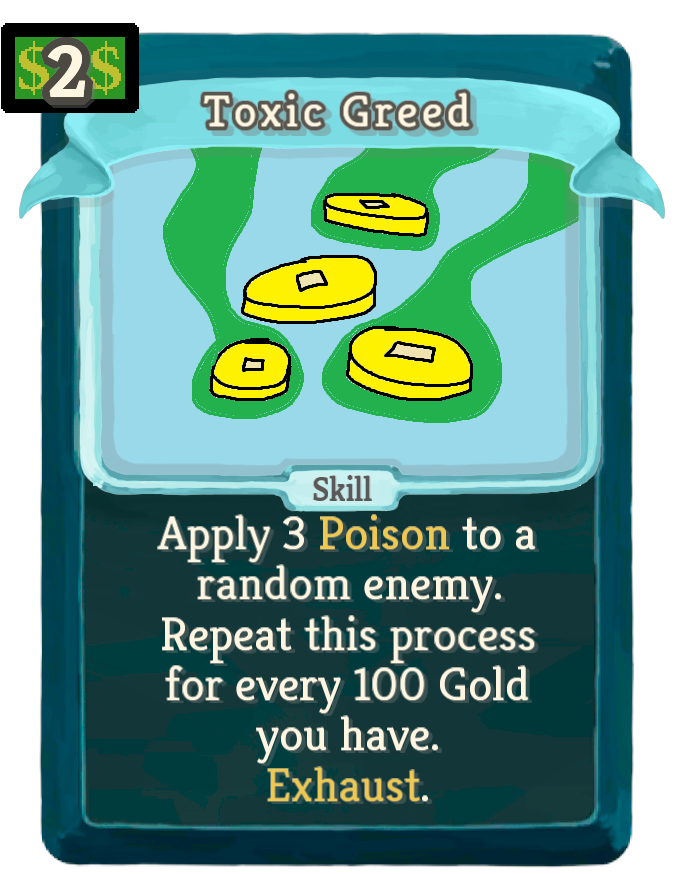 $2$
Toxic Greed
Skill
Apply 3 Poison to a
random enemy.
Repeat this process
for every 100 Gold
you have.
Exhaust.